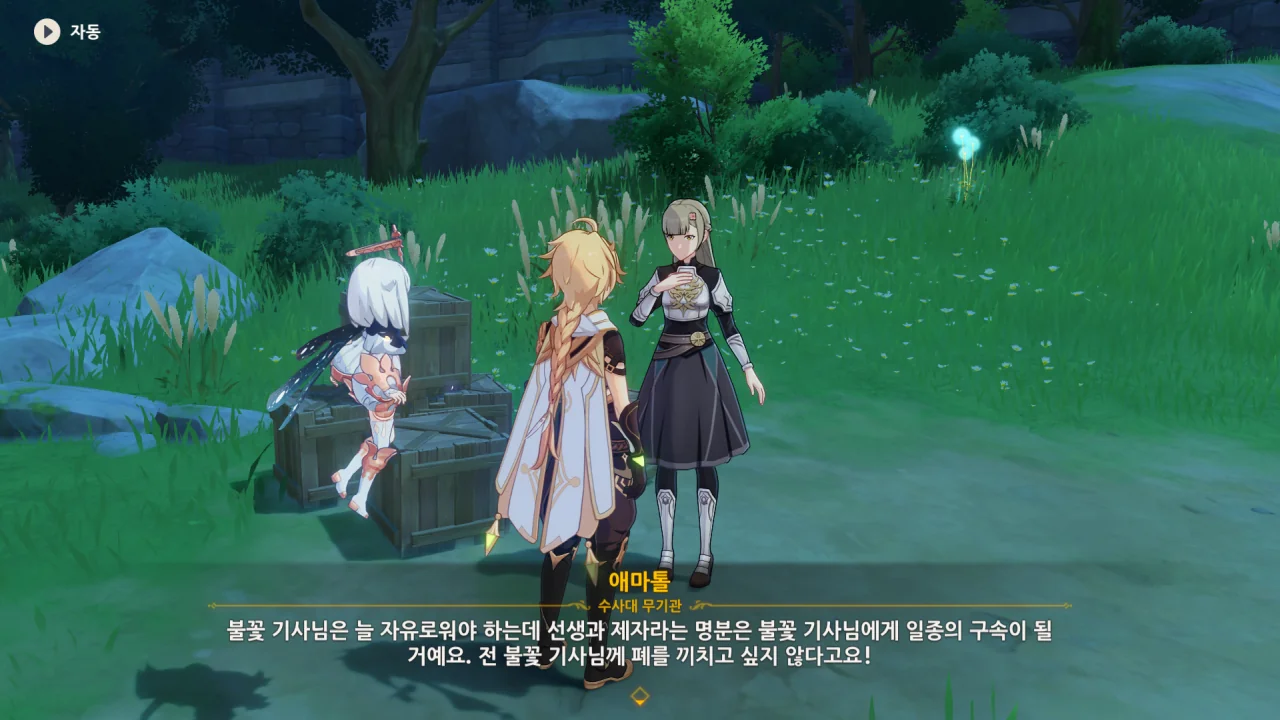 자동
애마톨
수사대 무기관
불꽃 기사님은 늘 자유로워야 하는데 선생과 제자라는 명분은 불꽃 기사님에게 일종의 구속이 될
거예요. 전 불꽃 기사님께 폐를 끼치고 싶지 않다고요!